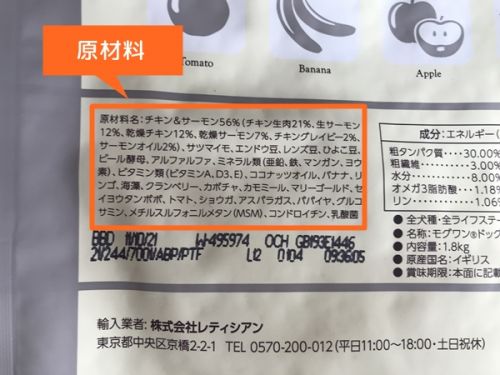 原材料
Tomato
Banana
Apple
原材料名:チキン&サーモン56%(チキン生肉21%、生サーモン
12%、乾燥チキン12%、乾燥サーモン7%、チキングレイビー2%、
サーモンオイル2%)、サツマイモ、エンドウ豆、レンズ豆、ひよこ豆、
ビール酵母、アルファルファ、ミネラル類(亜鉛、鉄、マンガン、ヨウ
素)、ビタミン類(ビタミンA、D3、E)、ココナッツオイル、バナナ、リ
ンゴ、海藻、クランベリー、カボチャ、カモミール、マリーゴールド、セ
イヨウタンポポ、トマト、ショウガ、アスパラガス、パパイヤ、グルコ
サミン、メチルスルフォニルメタン(MSM)、コンドロイチン、乳酸菌
成分:エネルギー(
粗タンパク質…30.00%
粗繊維…3.00%
水分…8.00%
オメガ3脂肪酸…1.18
リン…1.06
●全犬種・全ライフステー
●名称:モグワン®ドッグ
●内容量:1.8kg
●原産国名:イギリス
●賞味期限:本面に記載
BBD 11/10/21 W-495974 OCH GB193E1446
21/244/7001/ABP/PTF L12 0104 09:36:05
輸入業者:株式会社レティシアン
東京都中央区京橋2-2-1 TEL 0570-200-012(平日11:00~18:00・土日祝休)